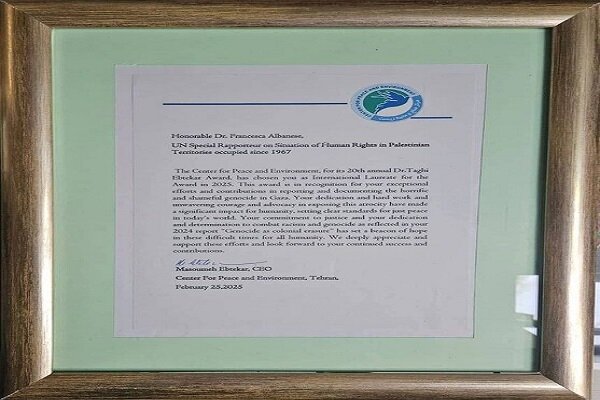 CENTER FOR PEACE AND ENVIRONMENT
Honorable Dr. Francesca Albanese,
UN Special Rapporteur on Situation of Human Rights in Palestinian
Territories occupied since 1967
The Center for Peace and Environment, for its 20th annual Dr.Taghi
Ebtekar Award, has chosen you as International Laureate for the
Award in 2025. This award is in recognition for your exceptional
efforts and contributions in reporting and documenting the horrific
and shameful genocide in Gaza. Your dedication and hard work and
unwavering courage and advocacy in exposing this atrocity have made
a significant impact for humanity, setting clear standards for just peace
in today's world. Your commitment to justice and your dedication
and determination to combat racism and genocide as reflected in your
2024 report "Genocide as colonial erasure" has set a beacon of hope
in these difficult times for all humanity. We deeply appreciate and
support these efforts and look forward to your continued success and
contributions.
Masoumeh Ebtekar, CEO
Center For Peace and Environment, Tehran,
February 25,2025